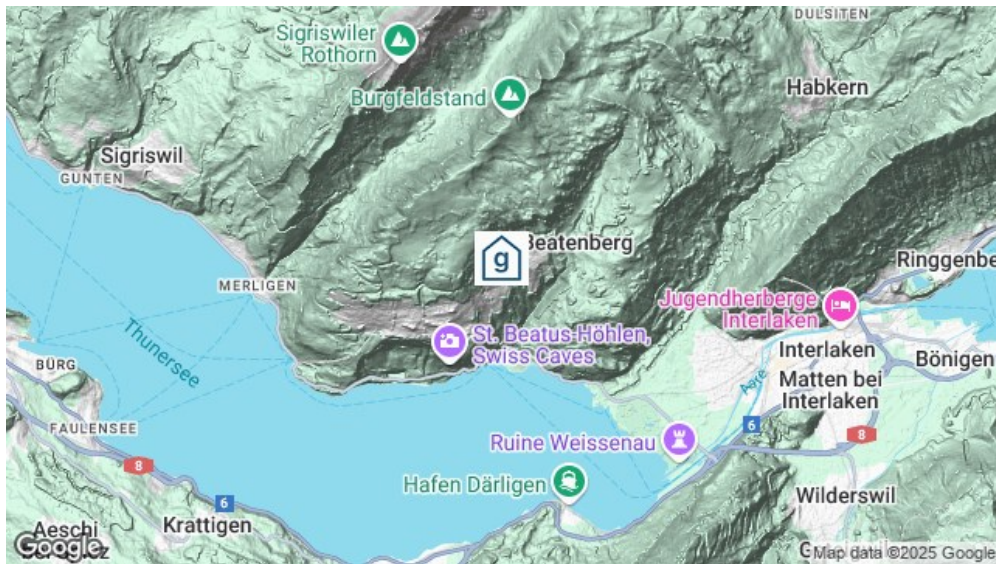 DULSITEN
Sigriswiler
Rothorn
Burgfeldstand
Habkern
Sigriswil
GUNTEN
g
Beatenberg
Ringgenbe
MERLIGEN
Jugendherberge
Interlaken
Thunersee
St. Beatus-Höhlen,
Swiss Caves
Interlaken
Bönigen
BÜRG
Aare
Matten bei
Interlaken
FAULENSEE
6
8
Ruine Weissenau
8
Hafen Därligen
6
Wilderswil
Krattigen
Aeschi
Google
Map data ©2025 Google